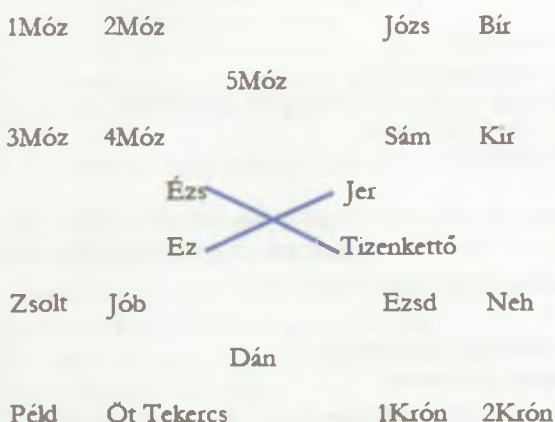 1Móz 2Móz Józs Bír
5Móz
3Móz 4Móz Sám Kir
Ézs Jer
Ez Tizenkettő
Zsolt Jób Ezsd Neh
Dán
Péld Öt Tekercs 1Krón 2Krón